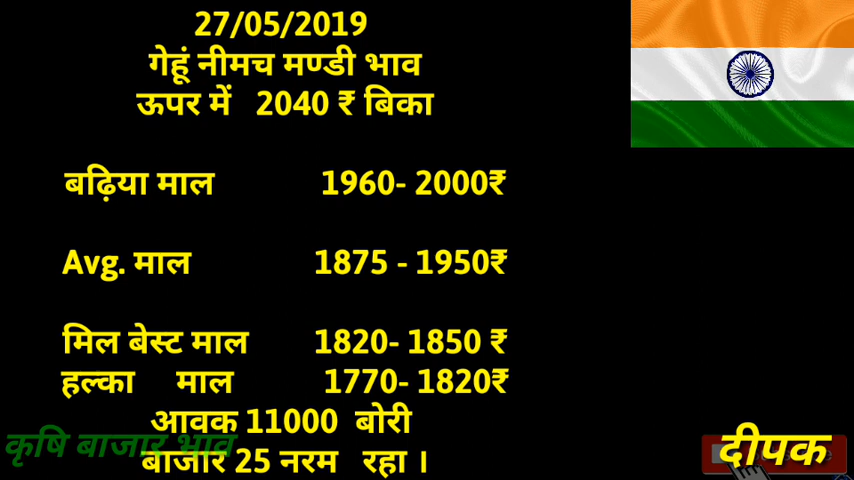 27/05/2019
गेहूं नीमच मण्डी भाव
ऊपर में 2040 ₹ बिका
बढ़िया माल 1960- 2000₹
Avg. माल 1875 - 1950₹
मिल बेस्ट माल 1820- 1850 ₹
हल्का माल 1770- 1820₹
आवक 11000 बोरी
कृषि बाजार भाव
बाजार 25 नरम रहा ।
दीपक